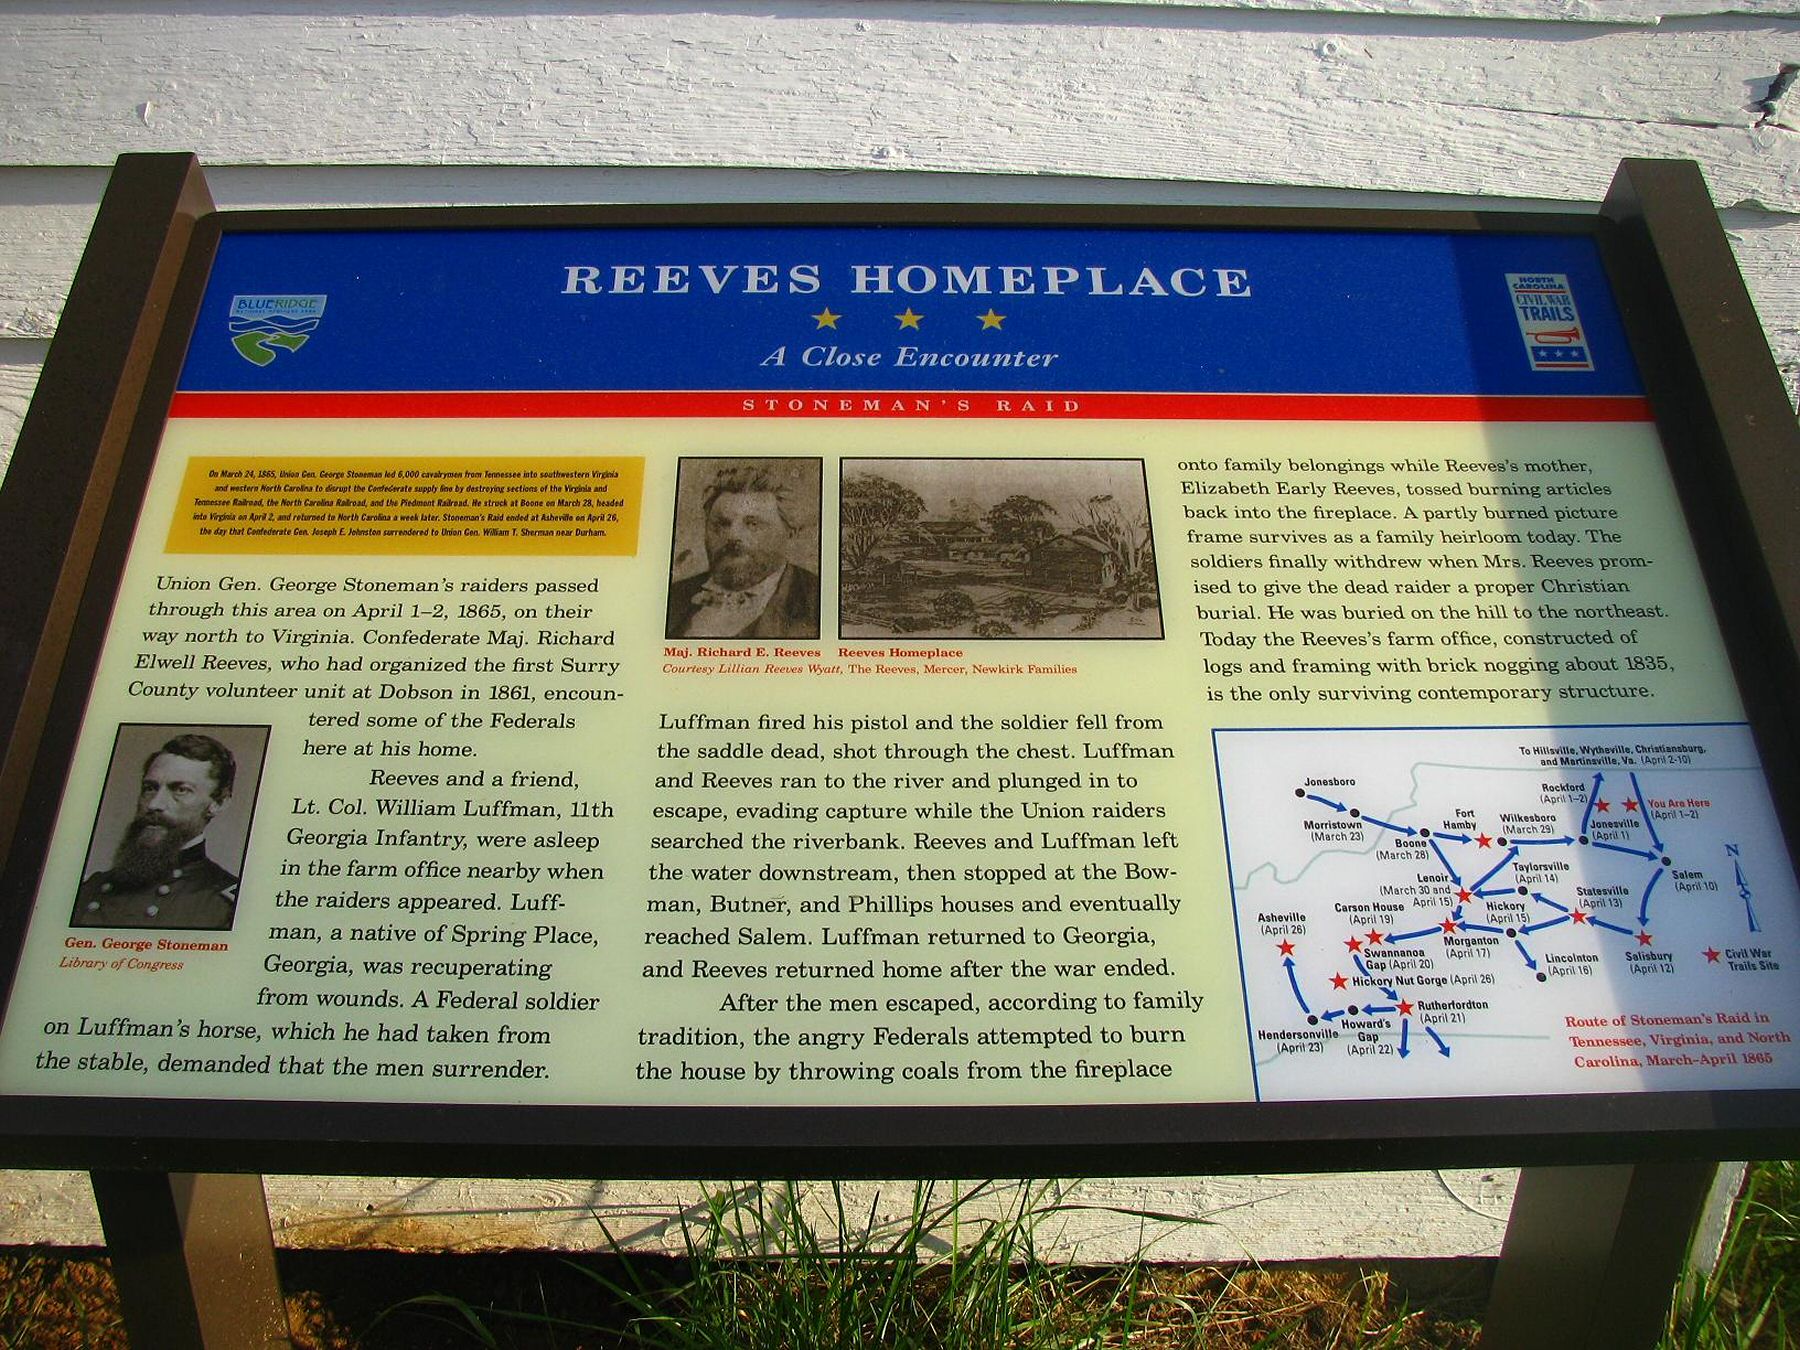 REEVES HOMEPLACE
A Close Encounter
STONEMAN'S RAID
BLUE RIDGE
NATIONAL HERITAGE AREA
NORTH
CAROLINA
CIVIL WAR
TRAILS
On March 24, 1865, Union Gen. George Stoneman led 6,000 cavalrymen from Tennessee into southwestern Virginia
and western North Carolina to disrupt the Confederate supply line by destroying sections of the Virginia and
Tennessee Railroad, the North Carolina Railroad, and the Piedmont Railroad. He struck at Boone on March 28, headed
into Virginia on April 2, and returned to North Carolina a week later. Stoneman's Raid ended at Asheville on April 26,
the day that Confederate Gen. Joseph E. Johnston surrendered to Union Gen. William T. Sherman near Durham.
Union Gen. George Stoneman's raiders passed
through this area on April 1–2, 1865, on their
way north to Virginia. Confederate Maj. Richard
Elwell Reeves, who had organized the first Surry
County volunteer unit at Dobson in 1861, encoun-
tered some of the Federals
here at his home.
Reeves and a friend,
Lt. Col. William Luffman, 11th
Georgia Infantry, were asleep
in the farm office nearby when
the raiders appeared. Luff-
man, a native of Spring Place,
Georgia, was recuperating
from wounds. A Federal soldier
on Luffman's horse, which he had taken from
the stable, demanded that the men surrender.
Gen. George Stoneman
Library of Congress
Maj. Richard E. Reeves
Reeves Homeplace
Courtesy Lillian Reeves Wyatt, The Reeves, Mercer, Newkirk Families
Luffman fired his pistol and the soldier fell from
the saddle dead, shot through the chest. Luffman
and Reeves ran to the river and plunged in to
escape, evading capture while the Union raiders
searched the riverbank. Reeves and Luffman left
the water downstream, then stopped at the Bow-
man, Butner, and Phillips houses and eventually
reached Salem. Luffman returned to Georgia,
and Reeves returned home after the war ended.
After the men escaped, according to family
tradition, the angry Federals attempted to burn
the house by throwing coals from the fireplace
onto family belongings while Reeves's mother,
Elizabeth Early Reeves, tossed burning articles
back into the fireplace. A partly burned picture
frame survives as a family heirloom today. The
soldiers finally withdrew when Mrs. Reeves prom-
ised to give the dead raider a proper Christian
burial. He was buried on the hill to the northeast.
Today the Reeves's farm office, constructed of
logs and framing with brick nogging about 1835,
is the only surviving contemporary structure.
To Hillsville, Wytheville, Christiansburg,
and Martinsville, Va. (April 2-10)
Jonesboro
Morristown
(March 23)
Boone
(March 28)
Fort
Hamby
Wilkesboro
(March 29)
Rockford
(April 1–2)
You Are Here
(April 1–2)
Jonesville
(April 1)
Salem
(April 10)
N
Lenoir
(March 30 and
April 15)
Taylorsville
(April 14)
Statesville
(April 13)
Hickory
(April 15)
Carson House
(April 19)
Asheville
(April 26)
Morganton
(April 17)
Swannanoa
Gap (April 20)
Lincolnton
(April 16)
Salisbury
(April 12)
Civil War
Trails Site
Hickory Nut Gorge (April 26)
Rutherfordton
(April 21)
Hendersonville
(April 23)
Howard's
Gap
(April 22)
Route of Stoneman's Raid in
Tennessee, Virginia, and North
Carolina, March–April 1865